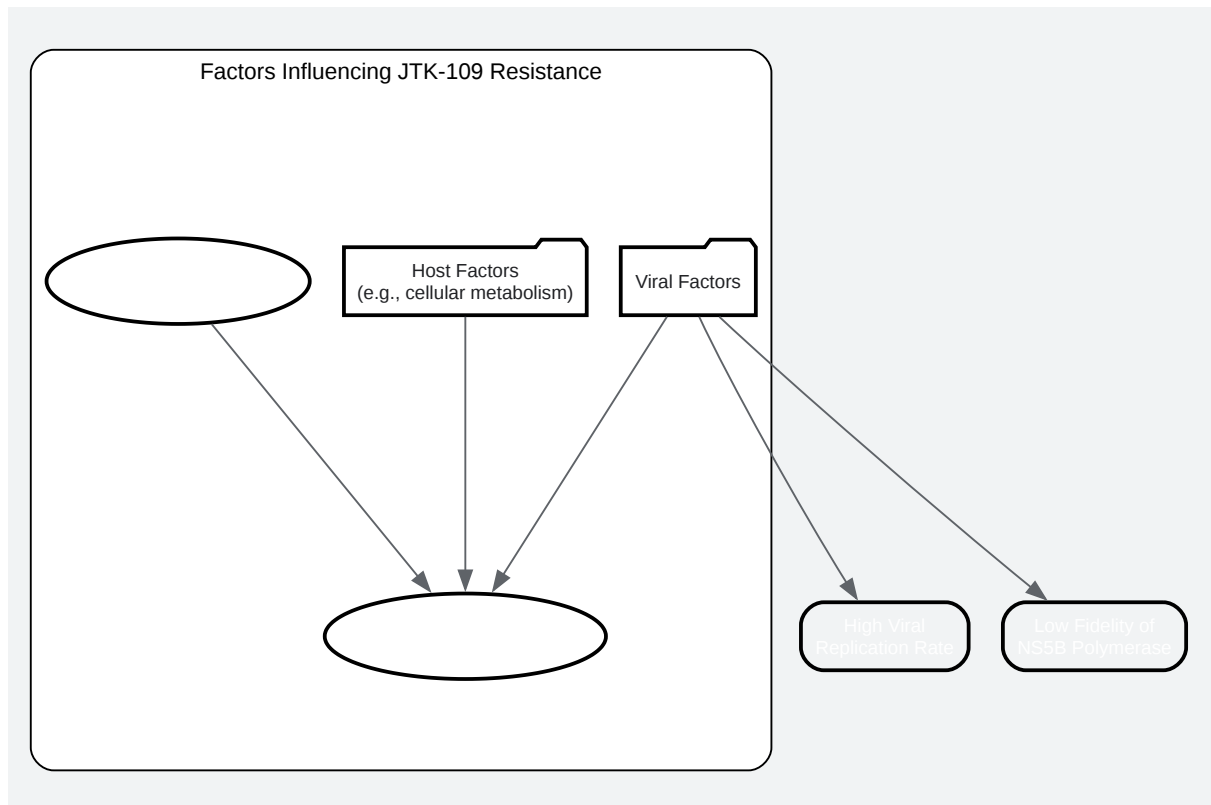 Factors Influencing JTK-109 Resistance
Host Factors
(e.g., cellular metabolism)
Viral Factors
High Viral
Replication Rate
Low Fidelity of
NS5B Polymerase